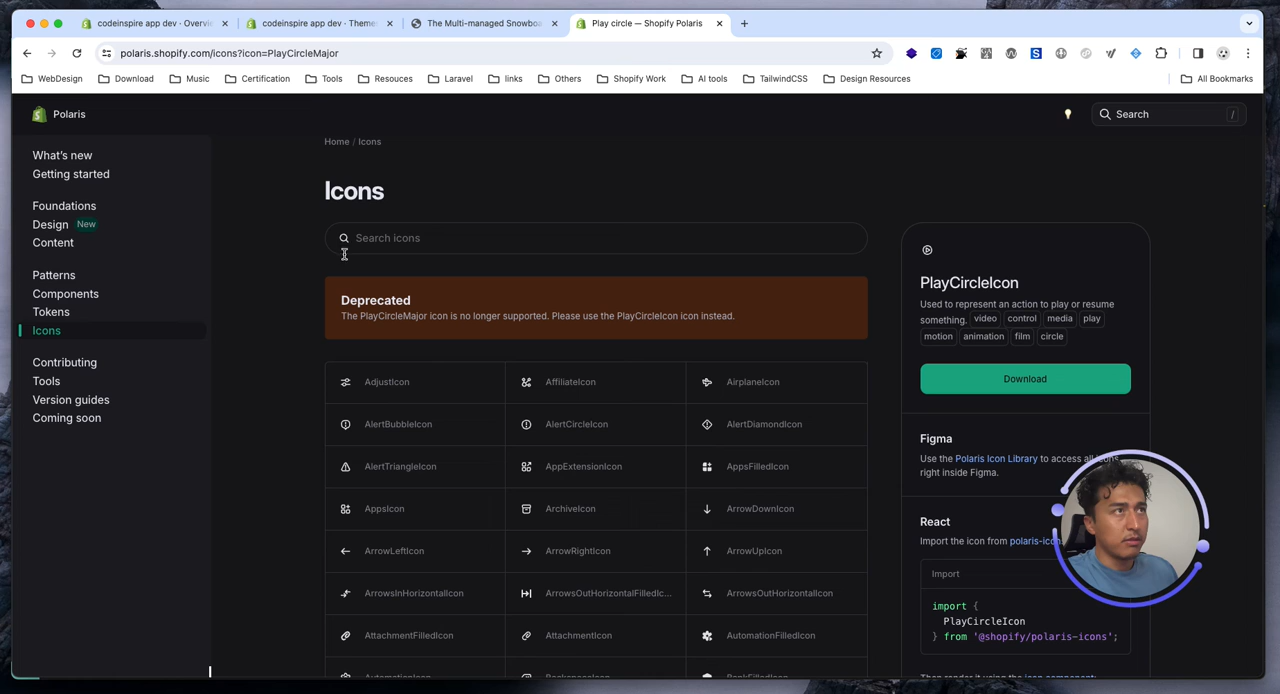 codeinspire app dev · Overvi
codeinspire app dev · Theme
The Multi-managed Snowbo
Play circle — Shopify Polaris
polaris.shopify.com/icons?icon=PlayCircleMajor
WebDesign
Download
Music
Certification
Tools
Resouces
Laravel
links
Others
Shopify Work
AI tools
TailwindCSS
Design Resources
All Bookmarks
Polaris
Search
/
What's new
Getting started
Foundations
Design New
Content
Patterns
Components
Tokens
Icons
Contributing
Tools
Version guides
Coming soon
Home / Icons
Icons
Search icons
Deprecated
The PlayCircleMajor icon is no longer supported. Please use the PlayCircleIcon icon instead.
AdjustIcon
AffiliateIcon
AirplaneIcon
AlertBubbleIcon
AlertCircleIcon
AlertDiamondIcon
AlertTriangleIcon
AppExtensionIcon
AppsFilledIcon
AppsIcon
ArchiveIcon
ArrowDownIcon
ArrowLeftIcon
ArrowRightIcon
ArrowUpIcon
ArrowsInHorizontalIcon
ArrowsOutHorizontalFilledIc...
ArrowsOutHorizontalIcon
AttachmentFilledIcon
AttachmentIcon
AutomationFilledIcon
PlayCircleIcon
Used to represent an action to play or resume
something. video control media play
motion animation film circle
Download
Figma
Use the Polaris Icon Library to access all icons
right inside Figma.
React
Import the icon from polaris-ico
Import
import {
PlayCircleIcon
} from '@shopify/polaris-icons';